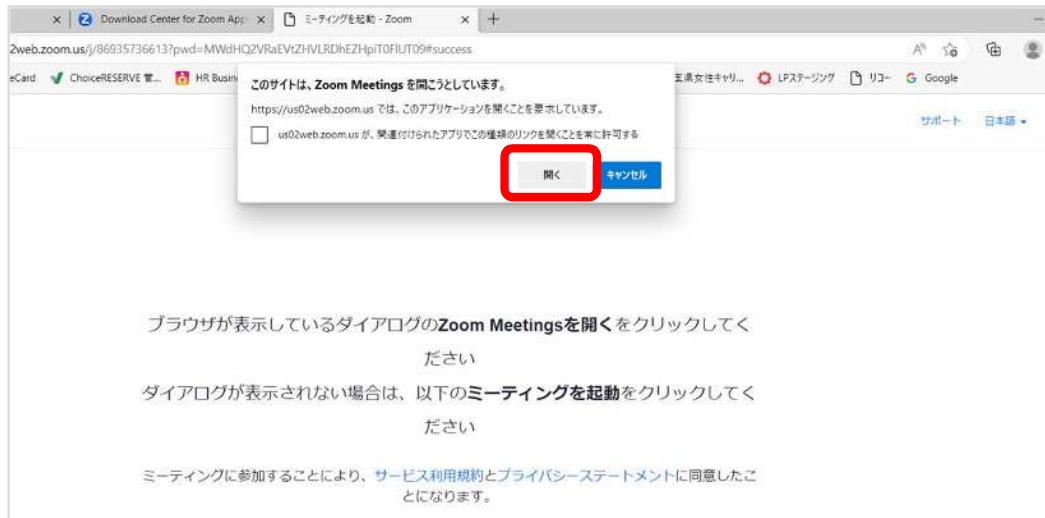 Download Center for Zoom App
ミーティングを起動 - Zoom
2web.zoom.us/j/86935736613?pwd=MWdHQ2VRaEVtZHVLRDhEZHpiT0FlUT09#success
eCard
ChoiceRESERVE 管...
HR Busin
王県女性キャリ...
LPステージング
リコー
Google
このサイトは、Zoom Meetings を開こうとしています。
https://us02web.zoom.us では、このアプリケーションを開くことを要求しています。
us02web.zoom.us が、関連付けられたアプリでこの種類のリンクを開くことを常に許可する
開く
キャンセル
サポート
日本語
ブラウザが表示しているダイアログのZoom Meetingsを開くをクリックしてく
ださい
ダイアログが表示されない場合は、以下のミーティングを起動をクリックしてく
ださい
ミーティングに参加することにより、サービス利用規約とプライバシーステートメントに同意したこ
とになります。